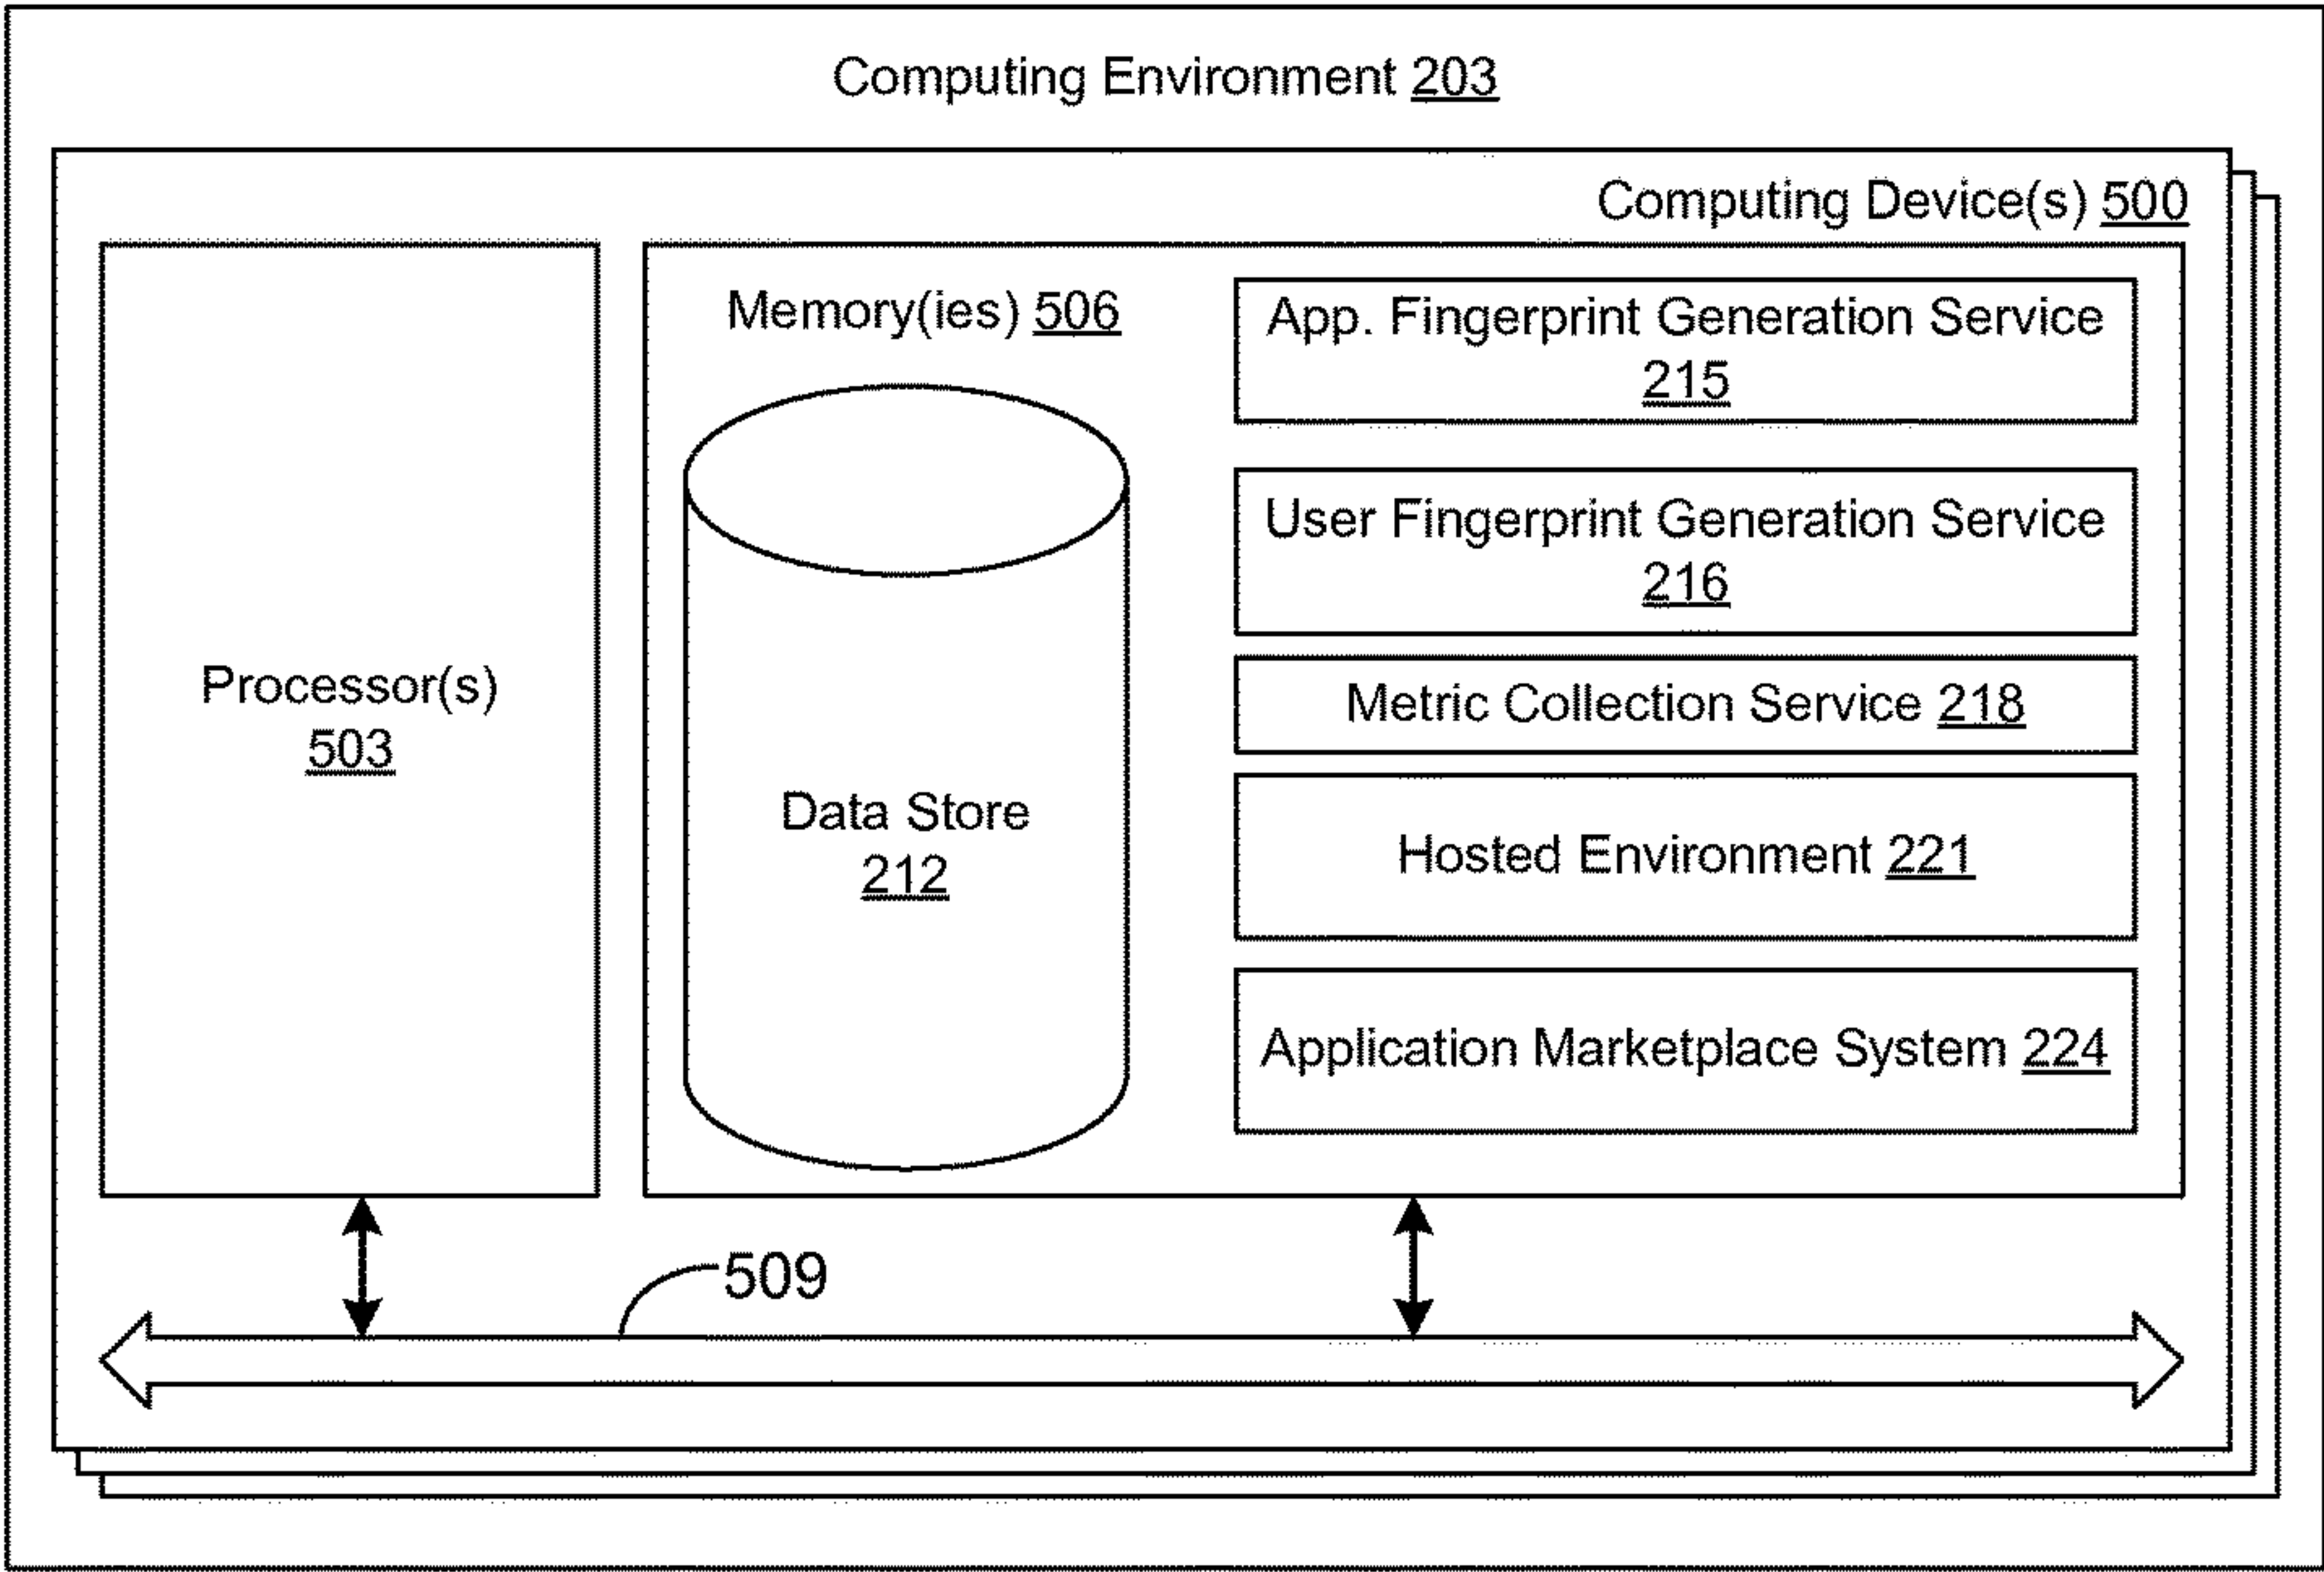 Computing Environment 203
Computing Device(s) 500
Processor(s)
503
Memory(ies) 506
Data Store
212
App. Fingerprint Generation Service
215
User Fingerprint Generation Service
216
Metric Collection Service 218
Hosted Environment 221
Application Marketplace System 224
509